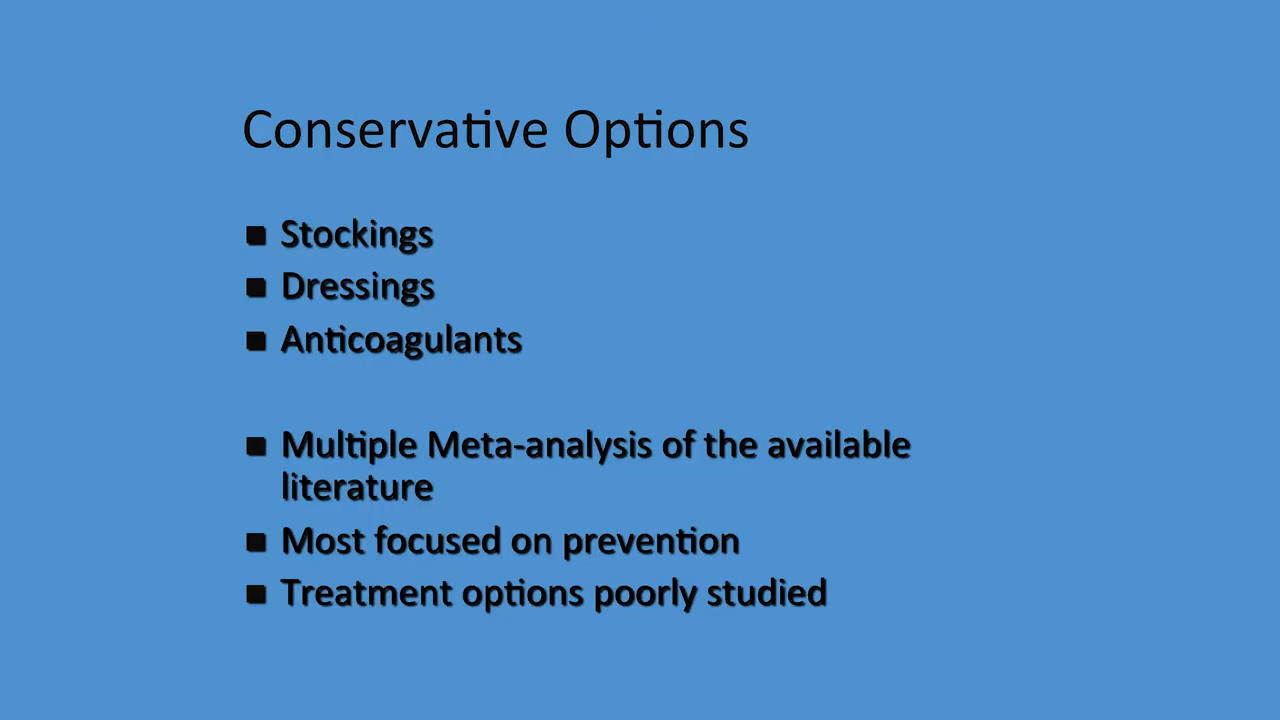 Conservative Options
■ Stockings
■ Dressings
■ Anticoagulants
■ Multiple Meta-analysis of the available
literature
■ Most focused on prevention
■ Treatment options poorly studied